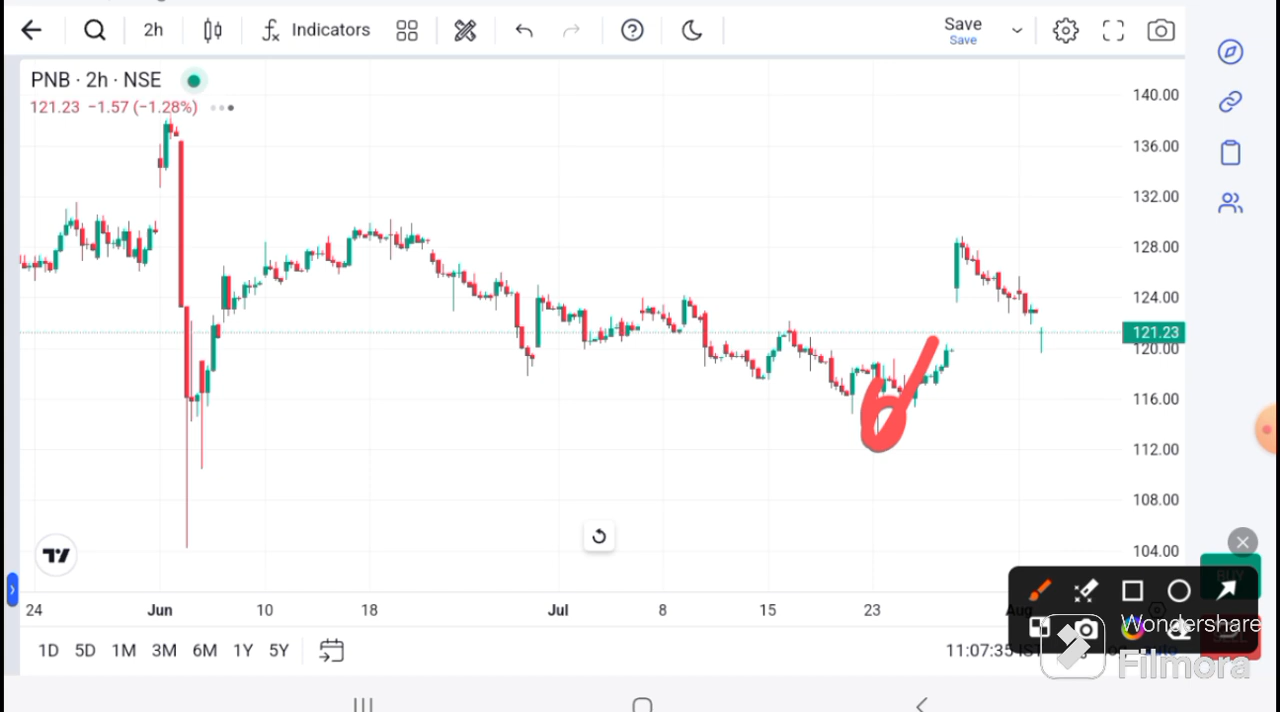 2h Indicators Save
Save
PNB · 2h · NSE
121.23 −1.57 (−1.28%)
140.00
136.00
132.00
128.00
124.00
121.23
120.00
116.00
112.00
108.00
104.00
24 Jun 10 18 Jul 8 15 23 Aug
1D 5D 1M 3M 6M 1Y 5Y
11:07:35 IST
Wondershare
Filmora